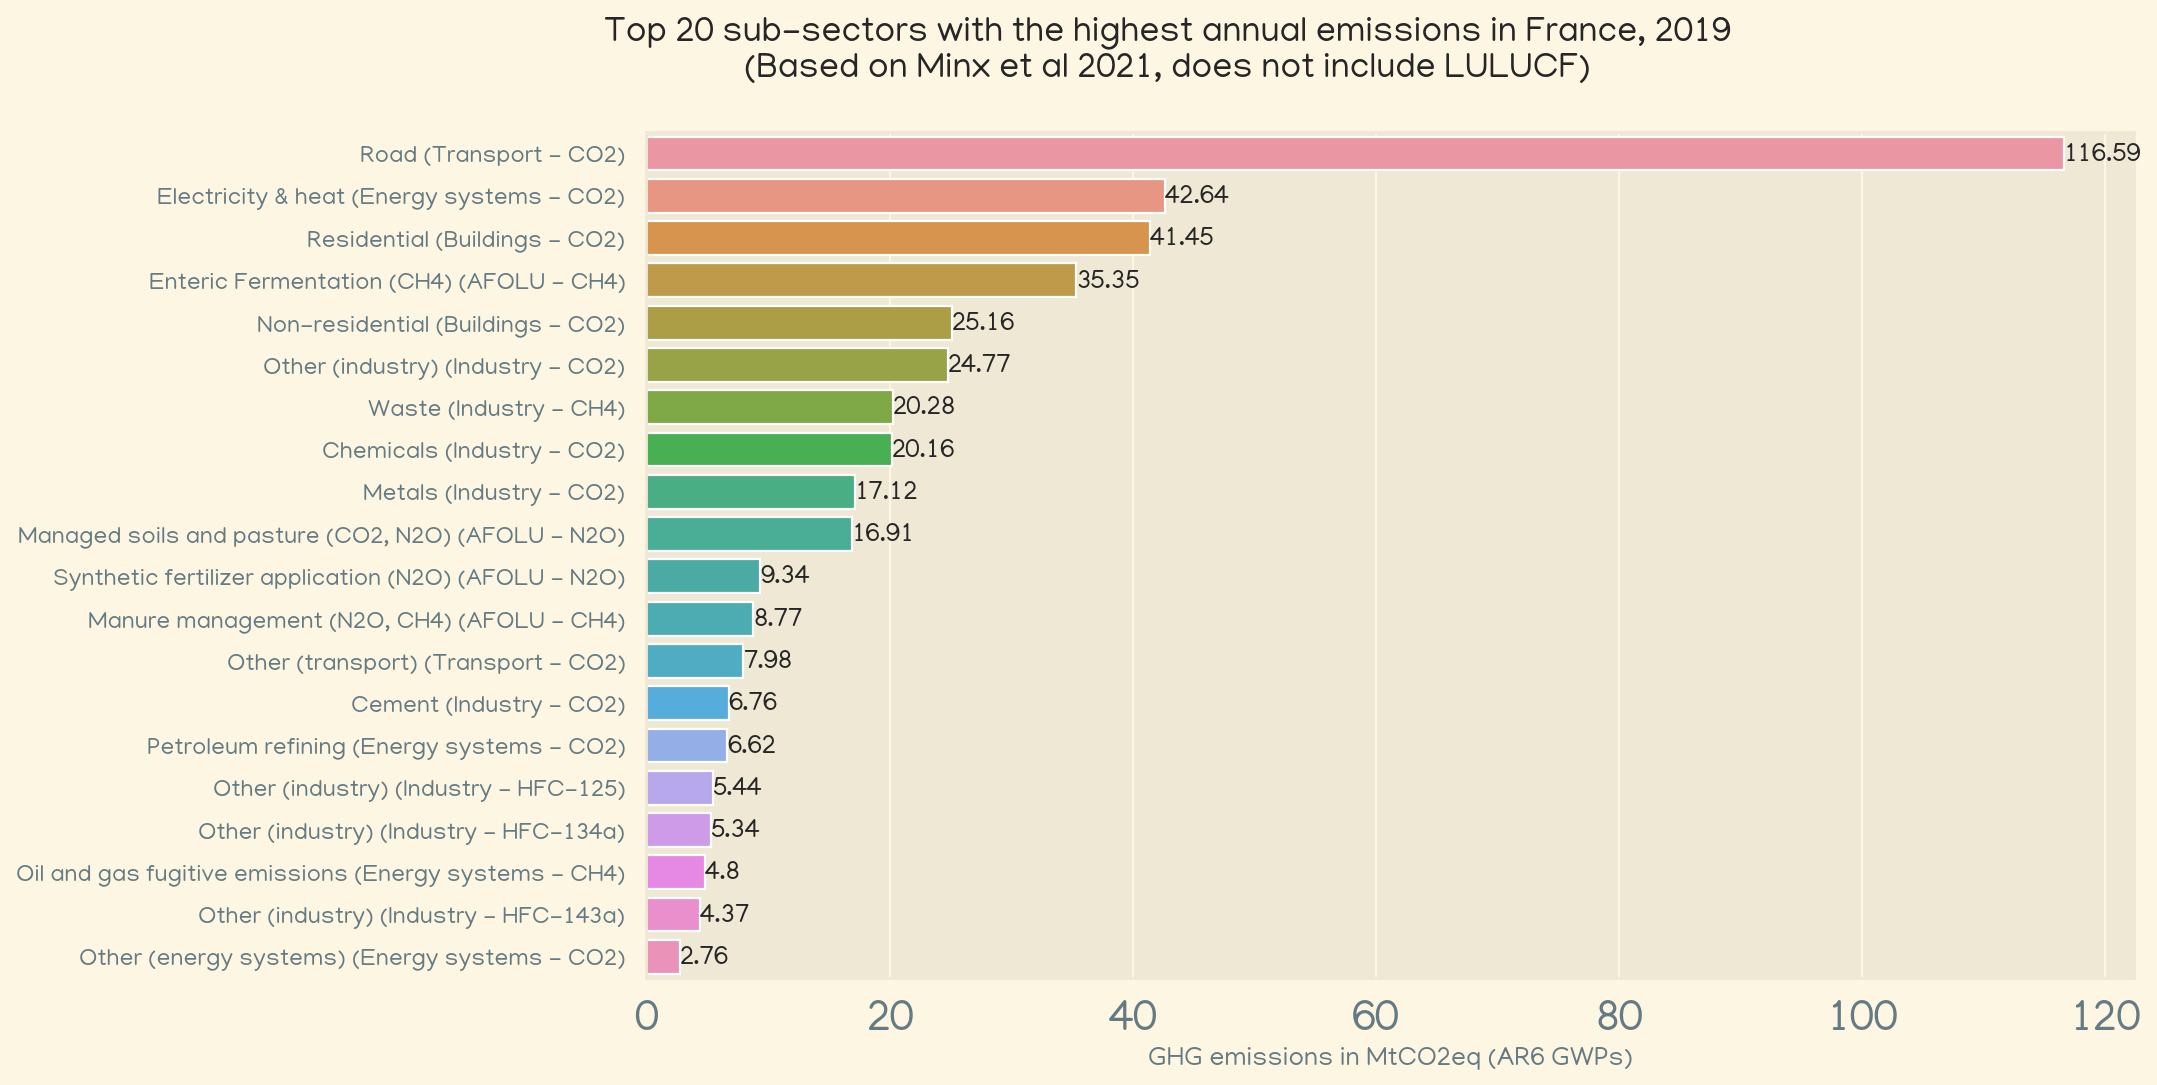 Top 20 sub-sectors with the highest annual emissions in France, 2019
(Based on Minx et al 2021, does not include LULUCF)
Road (Transport - CO2) 116.59
Electricity & heat (Energy systems - CO2) 42.64
Residential (Buildings - CO2) 41.45
Enteric Fermentation (CH4) (AFOLU - CH4) 35.35
Non-residential (Buildings - CO2) 25.16
Other (industry) (Industry - CO2) 24.77
Waste (Industry - CH4) 20.28
Chemicals (Industry - CO2) 20.16
Metals (Industry - CO2) 17.12
Managed soils and pasture (CO2, N2O) (AFOLU - N2O) 16.91
Synthetic fertilizer application (N2O) (AFOLU - N2O) 9.34
Manure management (N2O, CH4) (AFOLU - CH4) 8.77
Other (transport) (Transport - CO2) 7.98
Cement (Industry - CO2) 6.76
Petroleum refining (Energy systems - CO2) 6.62
Other (industry) (Industry - HFC-125) 5.44
Other (industry) (Industry - HFC-134a) 5.34
Oil and gas fugitive emissions (Energy systems - CH4) 4.8
Other (industry) (Industry - HFC-143a) 4.37
Other (energy systems) (Energy systems - CO2) 2.76
0 20 40 60 80 100 120
GHG emissions in MtCO2eq (AR6 GWPs)